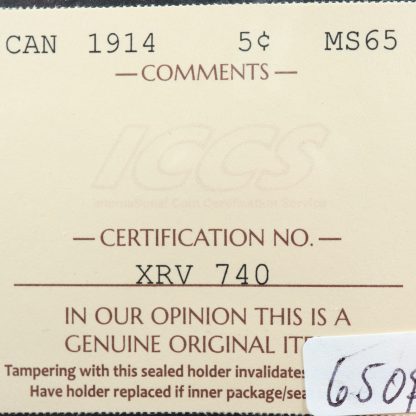 CAN 1914 5¢ MS65
— COMMENTS —
ICCS
International Coin Certification Service
— CERTIFICATION NO. —
XRV 740
IN OUR OPINION THIS IS A
GENUINE ORIGINAL
Tampering with this sealed holder invalidates
Have holder replaced if inner package/sea
650